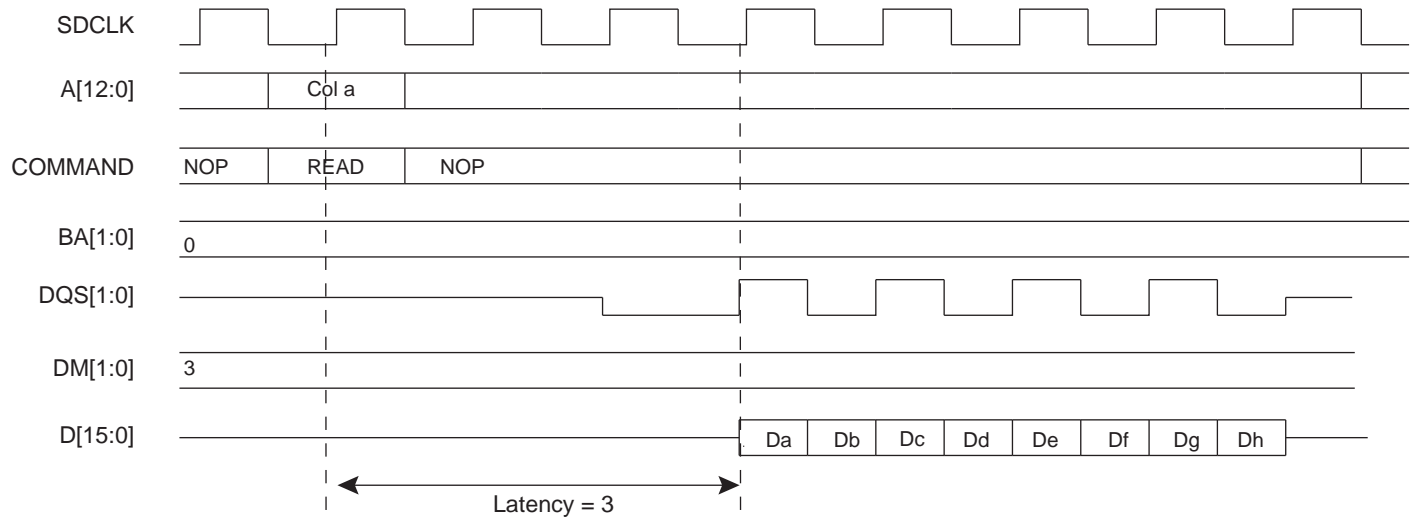 SDCLK
A[12:0] Col a
COMMAND NOP READ NOP
BA[1:0] 0
DQS[1:0]
DM[1:0] 3
D[15:0] Da Db Dc Dd De Df Dg Dh
Latency = 3